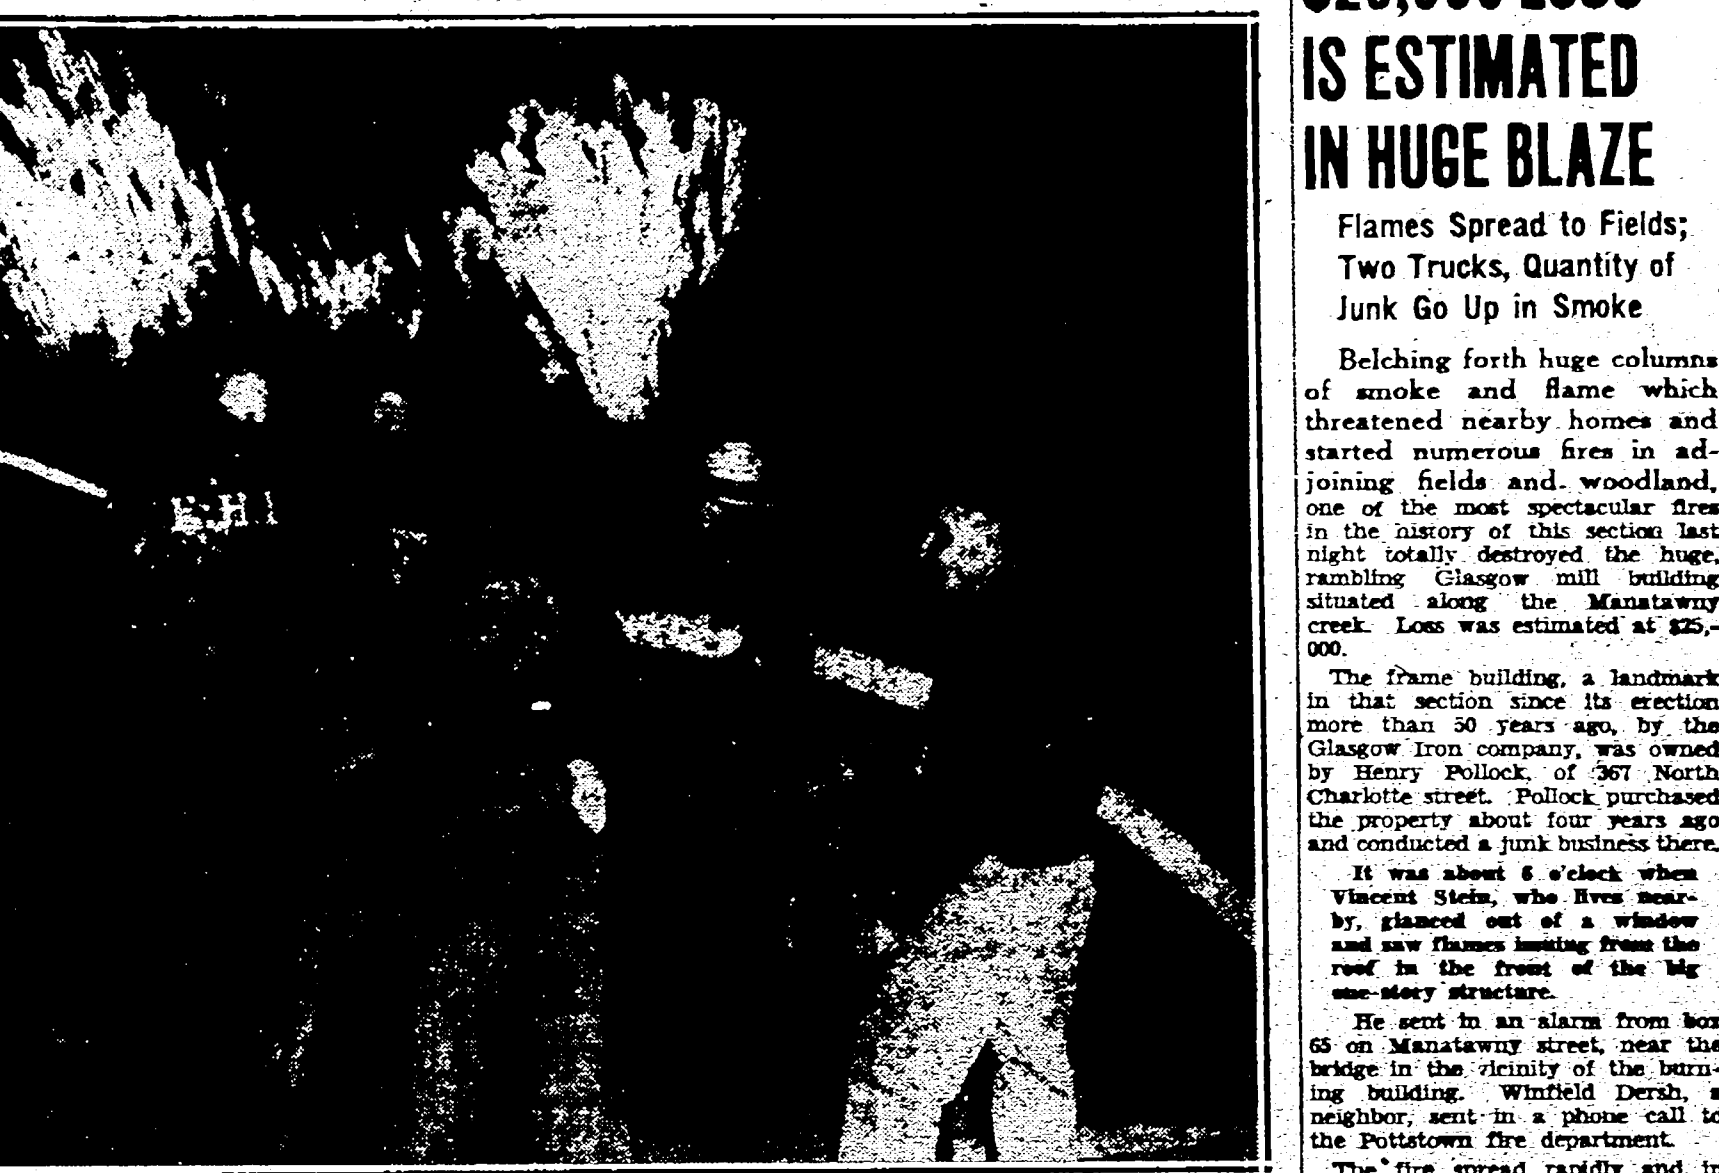 IS ESTIMATED
IN HUGE BLAZE
Flames Spread to Fields;
Two Trucks, Quantity of
Junk Go Up in Smoke
Belching forth huge columns
of smoke and flame which
threatened nearby homes and
started numerous fires in ad-
joining fields and woodland,
one of the most spectacular fires
in the history of this section last
night totally destroyed the huge,
rambling Glasgow mill building
situated along the Manatawny
creek. Loss was estimated at $25,-
000.
The frame building, a landmark
in that section since its erection
more than 50 years ago, by the
Glasgow Iron company, was owned
by Henry Pollock, of 367 North
Charlotte street. Pollock purchased
the property about four years ago
and conducted a junk business there.
It was about 6 o'clock when
Vincent Stein, who lives near-
by, glanced out of a window
and saw flames issuing from the
roof in the front of the big
one-story structure.
He sent in an alarm from box
65 on Manatawny street, near the
bridge in the vicinity of the burn-
ing building. Winfield Dersh, a
neighbor, sent in a phone call to
the Pottstown fire department.
The fire spread rapidly and in